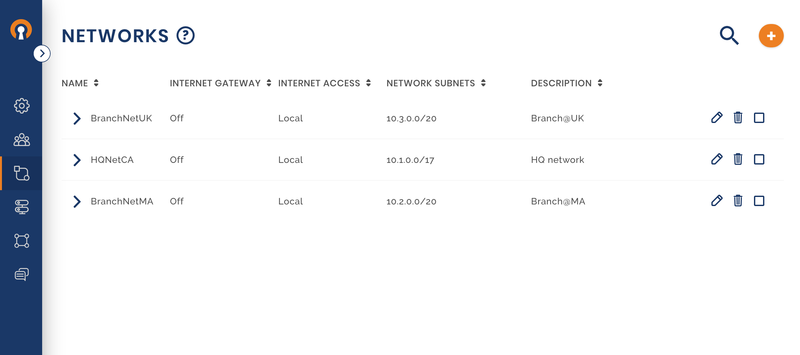 NETWORKS ?
NAME INTERNET GATEWAY INTERNET ACCESS NETWORK SUBNETS DESCRIPTION
BranchNetUK Off Local 10.3.0.0/20 Branch@UK
HQNetCA Off Local 10.1.0.0/17 HQ network
BranchNetMA Off Local 10.2.0.0/20 Branch@MA